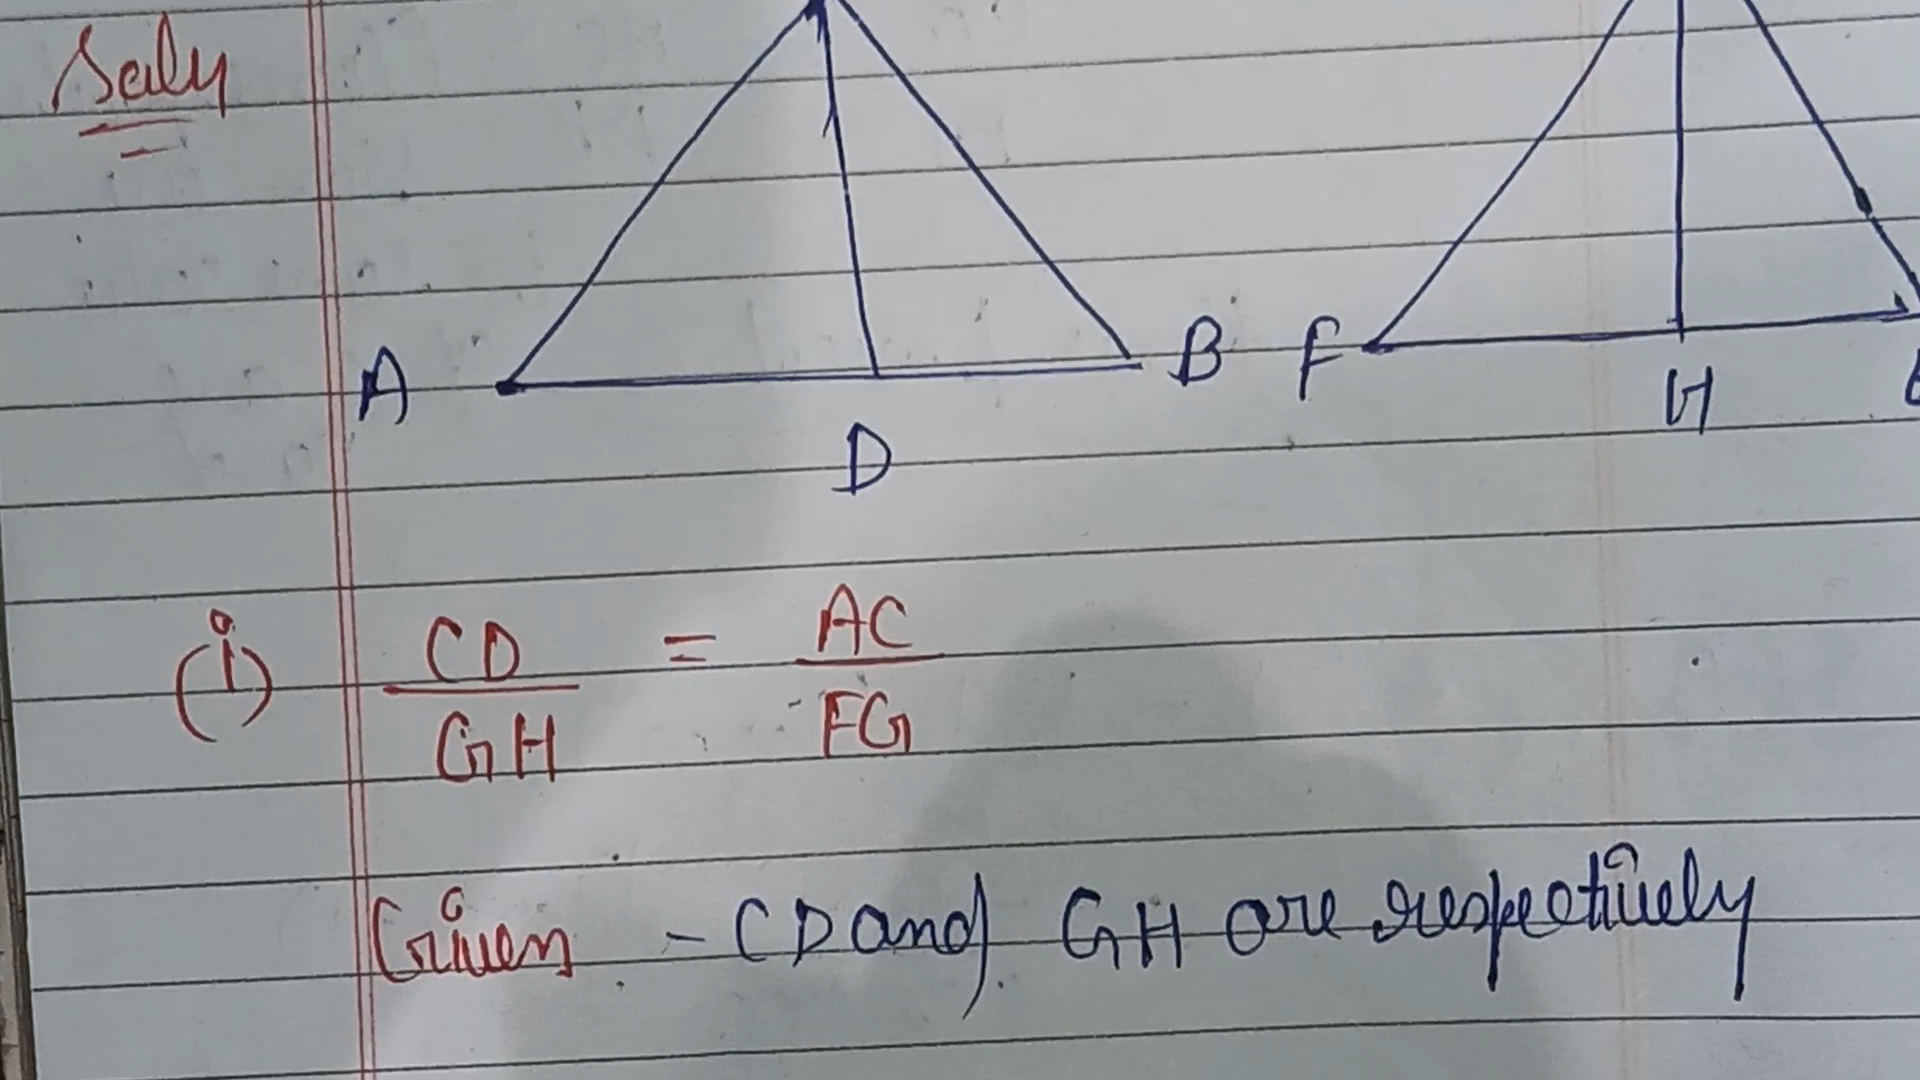 Soln
A
B
F
H
D
(i) CD = AC
GH FG
Given - CD and GH are respectively